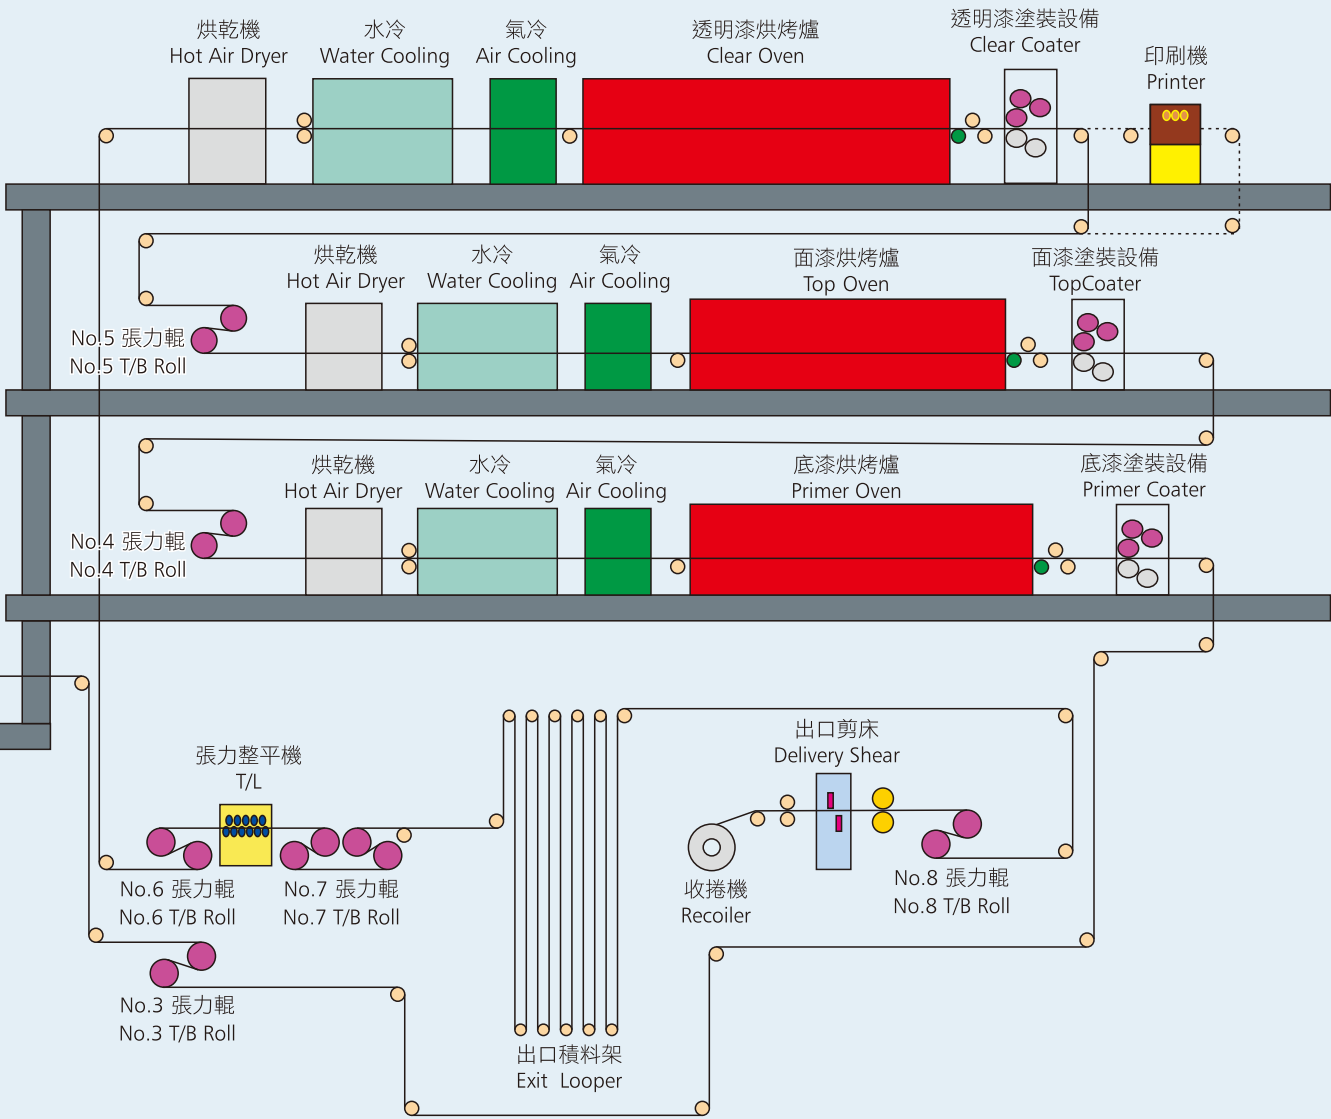 烘乾機
Hot Air Dryer
水冷
Water Cooling
氣冷
Air Cooling
透明漆烘烤爐
Clear Oven
透明漆塗裝設備
Clear Coater
印刷機
Printer
烘乾機
Hot Air Dryer
水冷
Water Cooling
氣冷
Air Cooling
面漆烘烤爐
Top Oven
面漆塗裝設備
TopCoater
No.5 張力輥
No.5 T/B Roll
烘乾機
Hot Air Dryer
水冷
Water Cooling
氣冷
Air Cooling
底漆烘烤爐
Primer Oven
底漆塗裝設備
Primer Coater
No.4 張力輥
No.4 T/B Roll
張力整平機
T/L
出口剪床
Delivery Shear
No.6 張力輥
No.6 T/B Roll
No.7 張力輥
No.7 T/B Roll
收捲機
Recoiler
No.8 張力輥
No.8 T/B Roll
No.3 張力輥
No.3 T/B Roll
出口積料架
Exit Looper